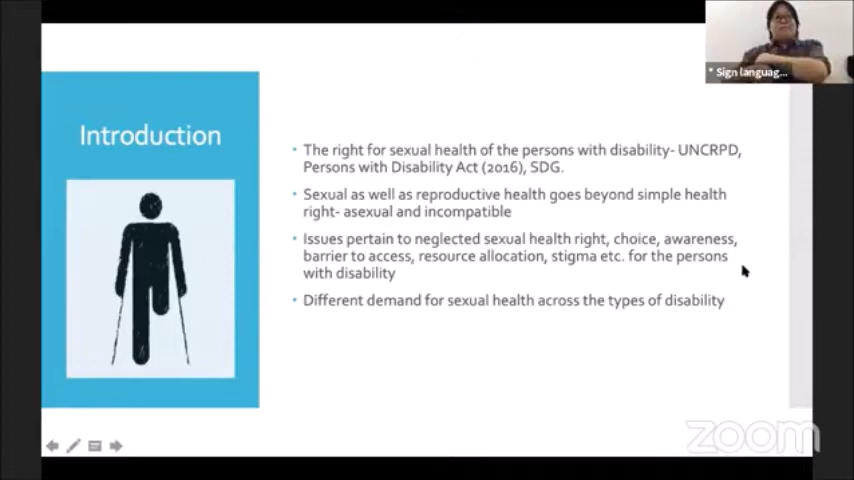 * Sign languag...
Introduction
• The right for sexual health of the persons with disability- UNCRPD,
Persons with Disability Act (2016), SDG.
• Sexual as well as reproductive health goes beyond simple health
right- asexual and incompatible
• Issues pertain to neglected sexual health right, choice, awareness,
barrier to access, resource allocation, stigma etc. for the persons
with disability
• Different demand for sexual health across the types of disability
zoom